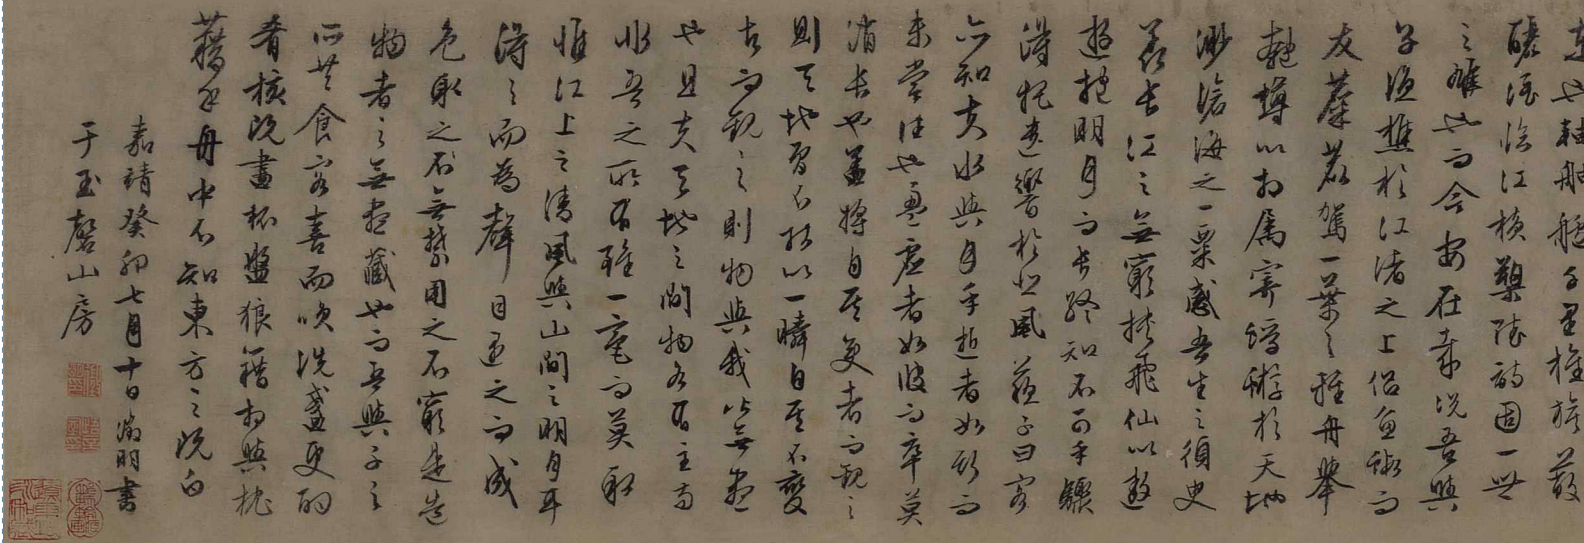 東也舳艫千里旌旗蔽
釃酒臨江橫槊賦詩固一世
之雄也而今安在哉況吾與
子漁樵於江渚之上侶魚蝦而
友麋鹿駕一葉之輕舟舉
匏樽以相屬寄蜉蝣於天地
渺滄海之一粟哀吾生之須臾
羨長江之無窮挾飛仙以遨
遊抱明月而長終知不可乎驟
得托遺響於悲風蘇子曰客
亦知夫水與月乎逝者如斯而
未嘗往也盈虛者如彼而卒莫
消長也蓋將自其變者而觀之
則天地曾不能以一瞬自其不變
者而觀之則物與我皆無盡
也且夫天地之間物各有主苟
非吾之所有雖一毫而莫取
惟江上之清風與山間之明月耳
得之而為聲目遇之而成
色取之不無禁用之不窮是造
物者之無盡藏也而吾與子之
所共食客喜而笑洗盞更酌
肴核既盡杯盤狼籍相與枕
藉乎舟中不知東方之既白
嘉靖癸卯七月十日徵明書
于玉磬山房